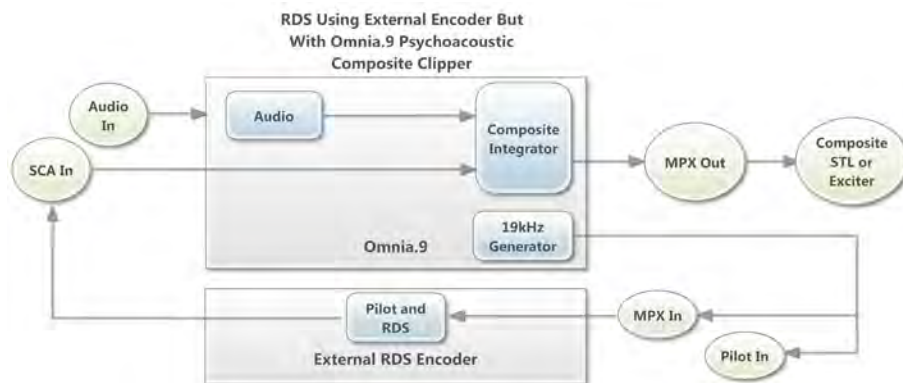 RDS Using External Encoder But
With Omnia.9 Psychoacoustic
Composite Clipper
Audio
In
Audio
Composite
Integrator
SCA In
MPX Out
Composite
STL or
Exciter
19kHz
Generator
Omnia.9
Pilot and
RDS
MPX In
External RDS Encoder
Pilot In